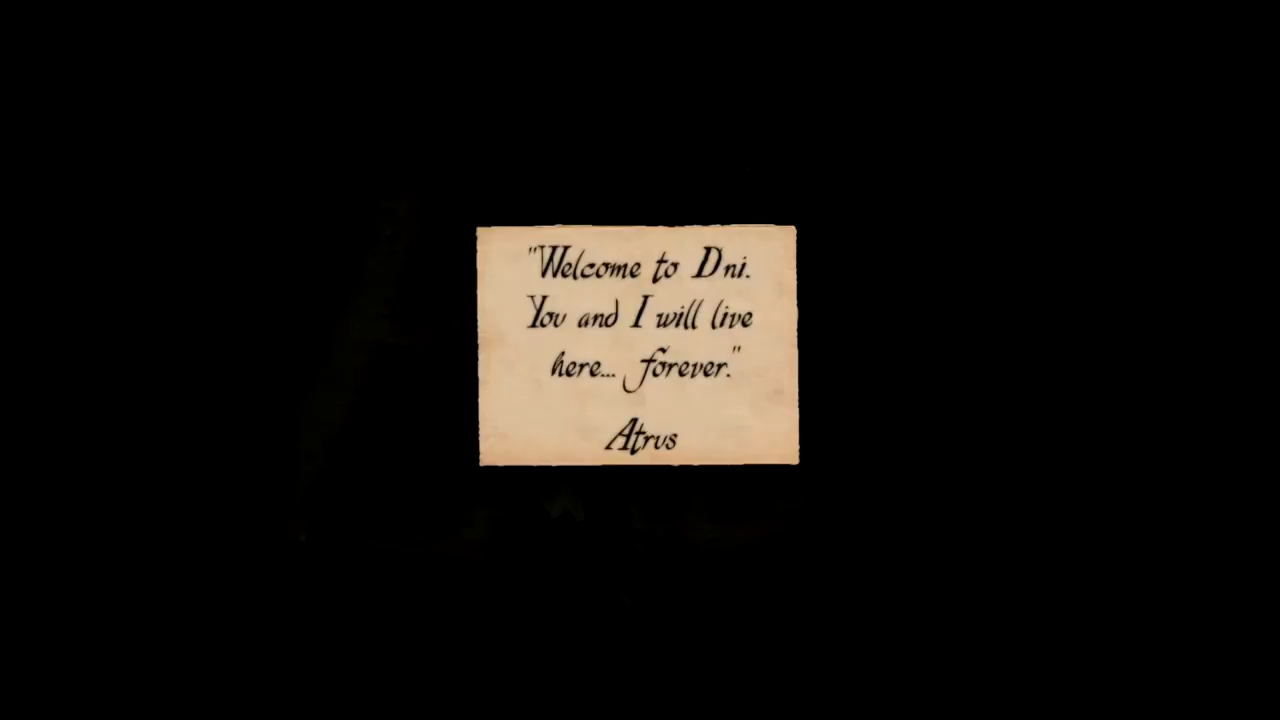 "Welcome to Dni.
You and I will live
here... forever."
Atrus